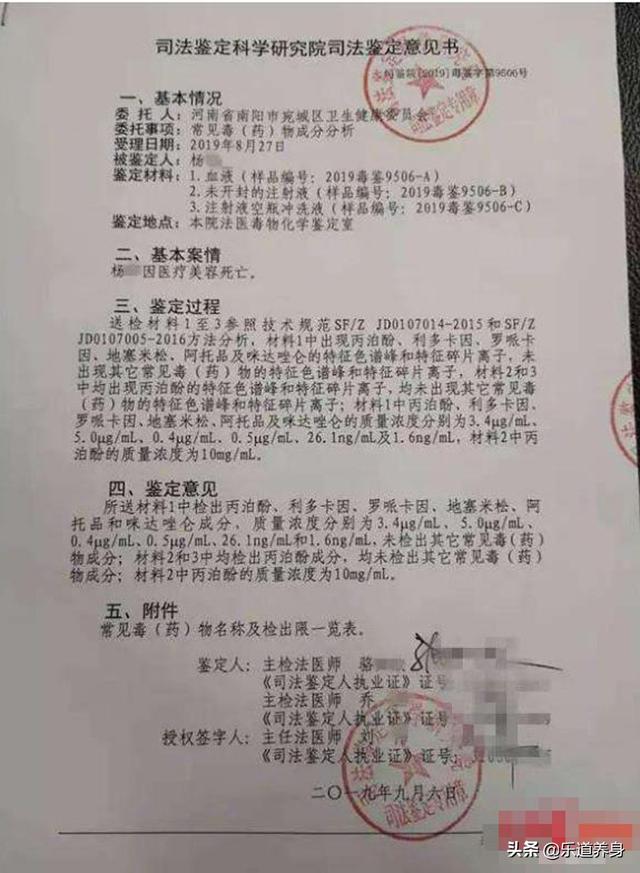 司法鉴定科学研究院司法鉴定意见书
[2019]毒鉴字第9506号
一、基本情况
委托人：河南省南阳市宛城区卫生健康委员会
委托事项：常见毒（药）物成分分析
受理日期：2019年8月27日
被鉴定人：杨
鉴定材料：1.血液（样品编号：2019毒鉴9506-A）
2.未开封的注射液（样品编号：2019毒鉴9506-B）
3.注射液空瓶冲洗液（样品编号：2019毒鉴9506-C）
鉴定地点：本院法医毒物化学鉴定室
二、基本案情
杨 因医疗美容死亡。
三、鉴定过程
送检材料1至3参照技术规范SF/Z JD0107014-2015和SF/Z
JD0107005-2016方法分析，材料1中出现丙泊酚、利多卡因、罗哌卡
因、地塞米松、阿托品及咪达唑仑的特征色谱峰和特征碎片离子，未
出现其它常见毒（药）物的特征色谱峰和特征碎片离子，材料2和3
中均出现丙泊酚的特征色谱峰和特征碎片离子，均未出现其它常见毒
（药）物的特征色谱峰和特征碎片离子；材料1中丙泊酚、利多卡因、
罗哌卡因、地塞米松、阿托品及咪达唑仑的质量浓度分别为3.4μg/mL、
5.0μg/mL、0.4μg/mL、0.5μg/mL、26.1ng/mL及1.6ng/mL，材料2中丙
泊酚的质量浓度为10mg/mL。
四、鉴定意见
所送材料1中检出丙泊酚、利多卡因、罗哌卡因、地塞米松、阿
托品和咪达唑仑成分，质量浓度分别为3.4μg/mL、5.0μg/mL、
0.4μg/mL、0.5μg/mL、26.1ng/mL和1.6ng/mL，未检出其它常见毒（药）
物成分；材料2和3中均检出丙泊酚成分，均未检出其它常见毒（药）
物成分；材料2中丙泊酚的质量浓度为10mg/mL。
五、附件
常见毒（药）物名称及检出限一览表。
鉴定人：主检法医师 骆
《司法鉴定人执业证》证号
主检法医师 乔
《司法鉴定人执业证》证号
授权签字人：主任法医师 刘
《司法鉴定人执业证》证号：
二〇一九年九月六日
司法鉴定专用章
司法鉴定专用章
头条 @乐道养身